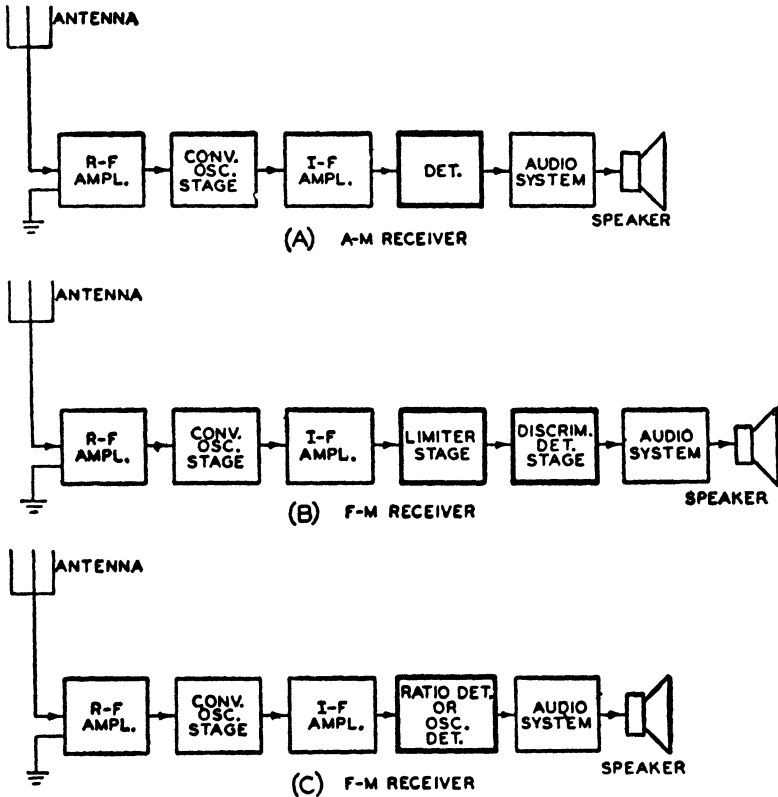 ANTENNA
R-F
AMPL.
CONV.
OSC.
STAGE
I-F
AMPL.
DET.
AUDIO
SYSTEM
SPEAKER
(A) A-M RECEIVER
ANTENNA
R-F
AMPL.
CONV.
OSC.
STAGE
I-F
AMPL.
LIMITER
STAGE
DISCRIM.
DET.
STAGE
AUDIO
SYSTEM
SPEAKER
(B) F-M RECEIVER
ANTENNA
R-F
AMPL.
CONV.
OSC.
STAGE
I-F
AMPL.
RATIO DET.
OR
OSC.
DET.
AUDIO
SYSTEM
SPEAKER
(C) F-M RECEIVER